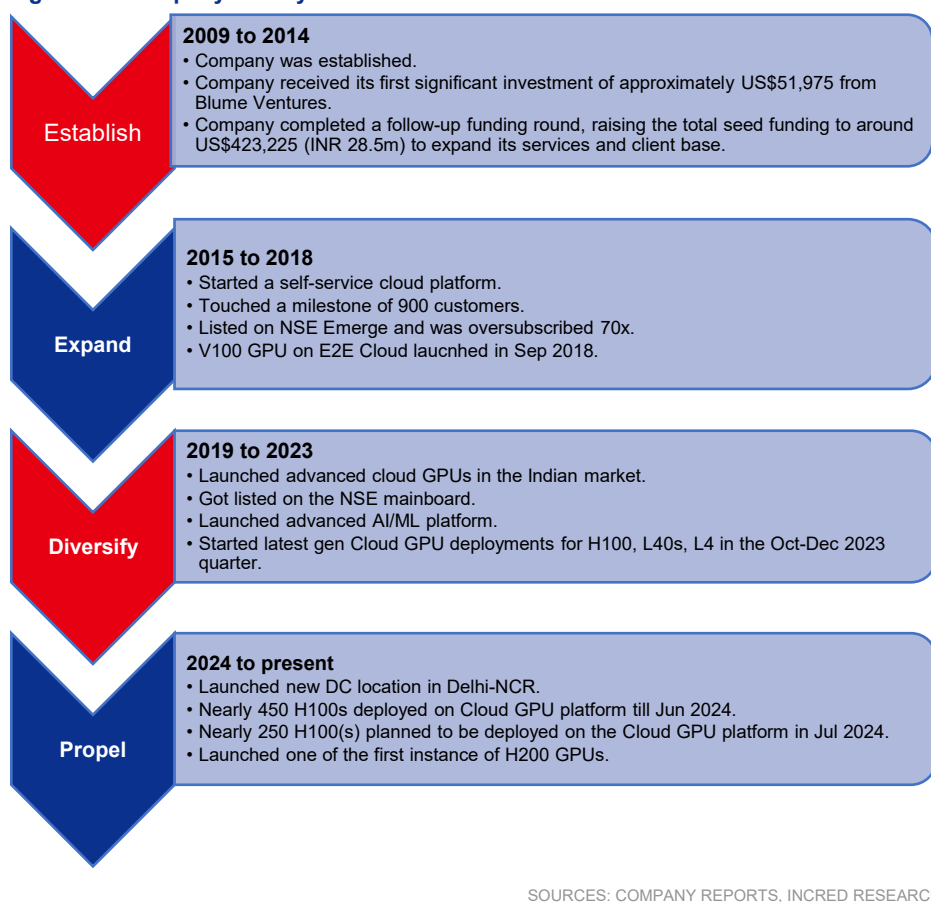 Establish
2009 to 2014
• Company was established.
• Company received its first significant investment of approximately US$51,975 from
Blume Ventures.
• Company completed a follow-up funding round, raising the total seed funding to around
US$423,225 (INR 28.5m) to expand its services and client base.
Expand
2015 to 2018
• Started a self-service cloud platform.
• Touched a milestone of 900 customers.
• Listed on NSE Emerge and was oversubscribed 70x.
• V100 GPU on E2E Cloud laucnhed in Sep 2018.
Diversify
2019 to 2023
• Launched advanced cloud GPUs in the Indian market.
• Got listed on the NSE mainboard.
• Launched advanced AI/ML platform.
• Started latest gen Cloud GPU deployments for H100, L40s, L4 in the Oct-Dec 2023
quarter.
Propel
2024 to present
• Launched new DC location in Delhi-NCR.
• Nearly 450 H100s deployed on Cloud GPU platform till Jun 2024.
• Nearly 250 H100(s) planned to be deployed on the Cloud GPU platform in Jul 2024.
• Launched one of the first instance of H200 GPUs.
SOURCES: COMPANY REPORTS, INCRED RESEARC